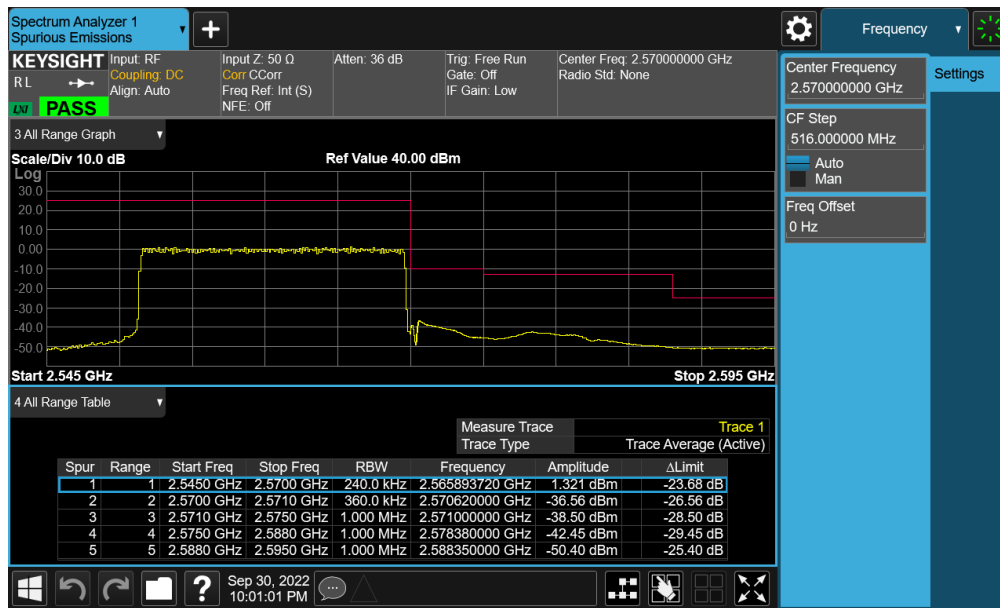 Spectrum Analyzer 1
Spurious Emissions
Frequency
KEYSIGHT
R L
LXI PASS
Input: RF
Coupling: DC
Align: Auto
Input Z: 50 Ω
Corr CCorr
Freq Ref: Int (S)
NFE: Off
Atten: 36 dB
Trig: Free Run
Gate: Off
IF Gain: Low
Center Freq: 2.570000000 GHz
Radio Std: None
Center Frequency
2.570000000 GHz
Settings
CF Step
516.000000 MHz
Auto
Man
Freq Offset
0 Hz
3 All Range Graph
Scale/Div 10.0 dB Ref Value 40.00 dBm
Log
30.0
20.0
10.0
0.00
-10.0
-20.0
-30.0
-40.0
-50.0
Start 2.545 GHz Stop 2.595 GHz
4 All Range Table
Measure Trace Trace 1
Trace Type Trace Average (Active)
Spur Range Start Freq Stop Freq RBW Frequency Amplitude ΔLimit
1 1 2.5450 GHz 2.5700 GHz 240.0 kHz 2.565893720 GHz 1.321 dBm -23.68 dB
2 2 2.5700 GHz 2.5710 GHz 360.0 kHz 2.570620000 GHz -36.56 dBm -26.56 dB
3 3 2.5710 GHz 2.5750 GHz 1.000 MHz 2.571000000 GHz -38.50 dBm -28.50 dB
4 4 2.5750 GHz 2.5880 GHz 1.000 MHz 2.578380000 GHz -42.45 dBm -29.45 dB
5 5 2.5880 GHz 2.5950 GHz 1.000 MHz 2.588350000 GHz -50.40 dBm -25.40 dB
?
Sep 30, 2022
10:01:01 PM